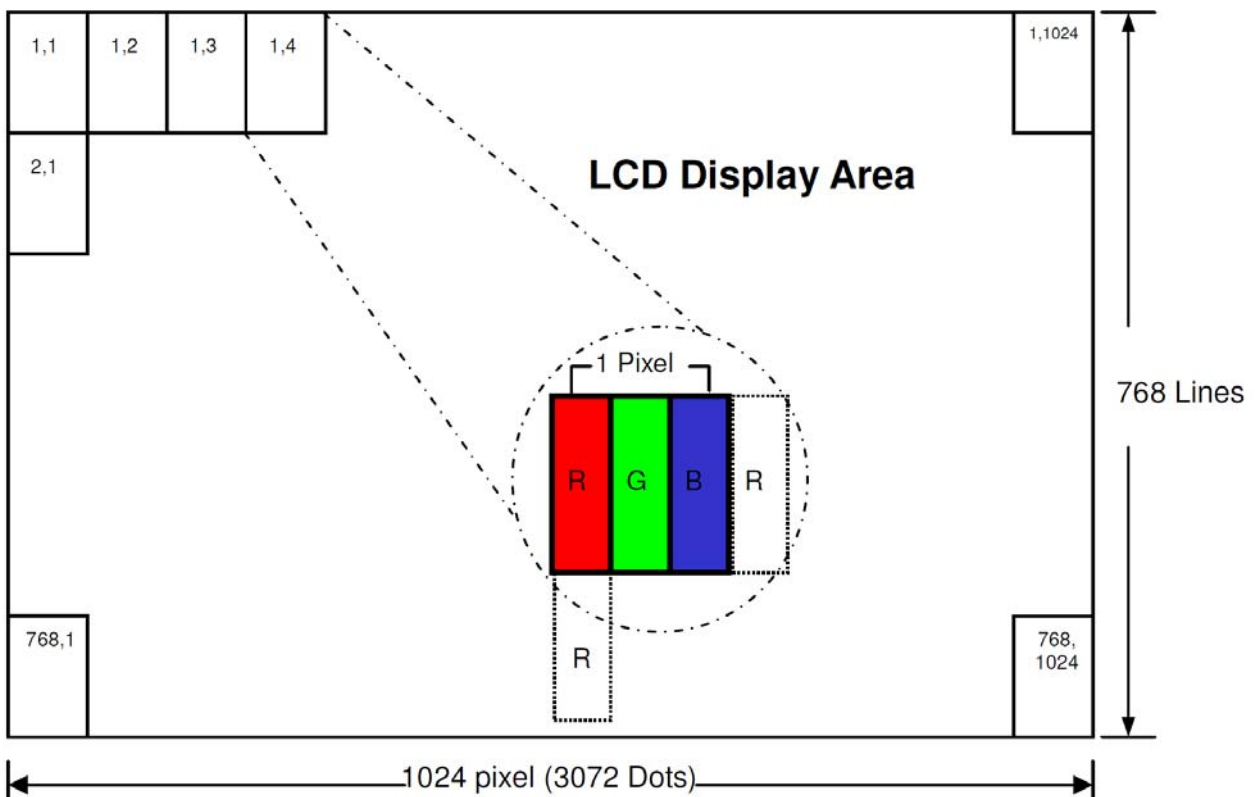 1,1
1,2
1,3
1,4
1,1024
2,1
LCD Display Area
1 Pixel
768 Lines
R
G
B
R
768,1
R
768,
1024
1024 pixel (3072 Dots)